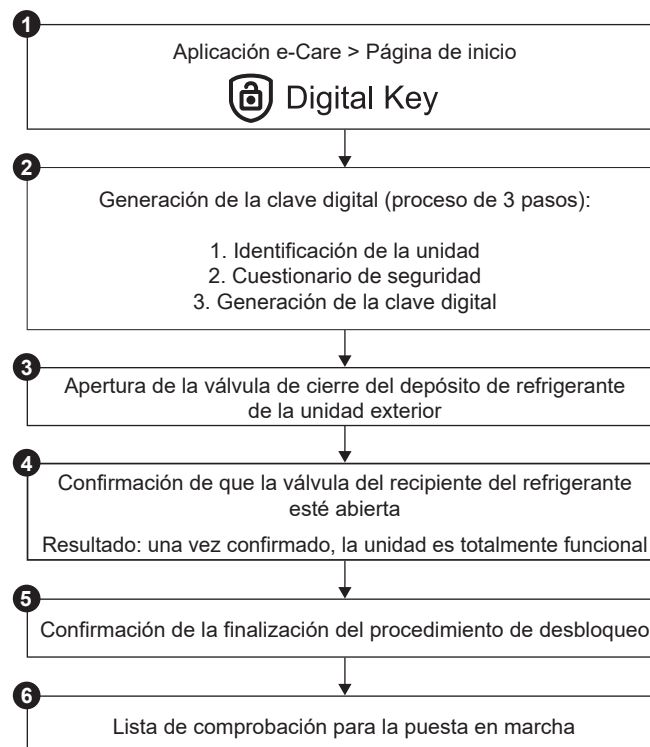 1
Aplicación e-Care > Página de inicio
Digital Key
2
Generación de la clave digital (proceso de 3 pasos):
1. Identificación de la unidad
2. Cuestionario de seguridad
3. Generación de la clave digital
3
Apertura de la válvula de cierre del depósito de refrigerante
de la unidad exterior
4
Confirmación de que la válvula del recipiente del refrigerante
esté abierta
Resultado: una vez confirmado, la unidad es totalmente funcional
5
Confirmación de la finalización del procedimiento de desbloqueo
6
Lista de comprobación para la puesta en marcha